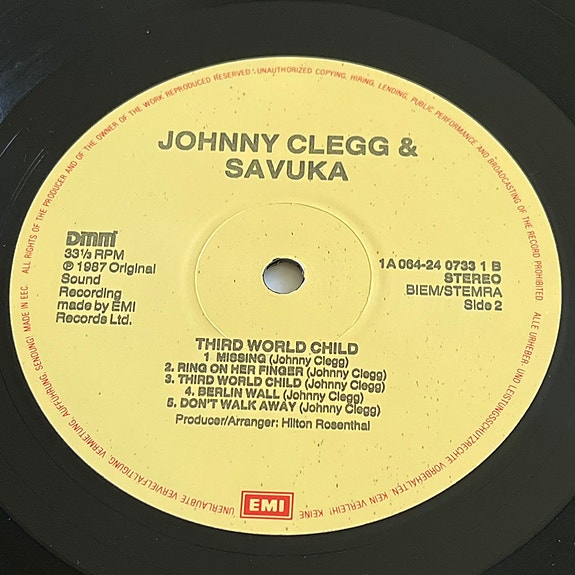 JOHNNY CLEGG &
SAVUKA
DMM
33⅓ RPM
℗ 1987 Original
Sound
Recording
made by EMI
Records Ltd.
1A 064-24 0733 1 B
STEREO
BIEM/STEMRA
Side 2
THIRD WORLD CHILD
1 MISSING (Johnny Clegg)
2. RING ON HER FINGER (Johnny Clegg)
3. THIRD WORLD CHILD (Johnny Clegg)
4. BERLIN WALL (Johnny Clegg)
5. DON'T WALK AWAY (Johnny Clegg)
Producer/Arranger: Hilton Rosenthal
EMI
MADE IN EEC. ALL RIGHTS OF THE PRODUCER AND OF THE OWNER OF THE WORK REPRODUCED RESERVED · UNAUTHORIZED COPYING, HIRING, LENDING, PUBLIC PERFORMANCE AND BROADCASTING OF THE RECORD PROHIBITED. ALLE URHEBER- UND LEISTUNGSSCHUTZRECHTE VORBEHALTEN KEIN VERLEIH! KEINE UNERLAUBTE VERVIELFÄLTIGUNG, VERMIETUNG, AUFFÜHRUNG, SENDUNG!